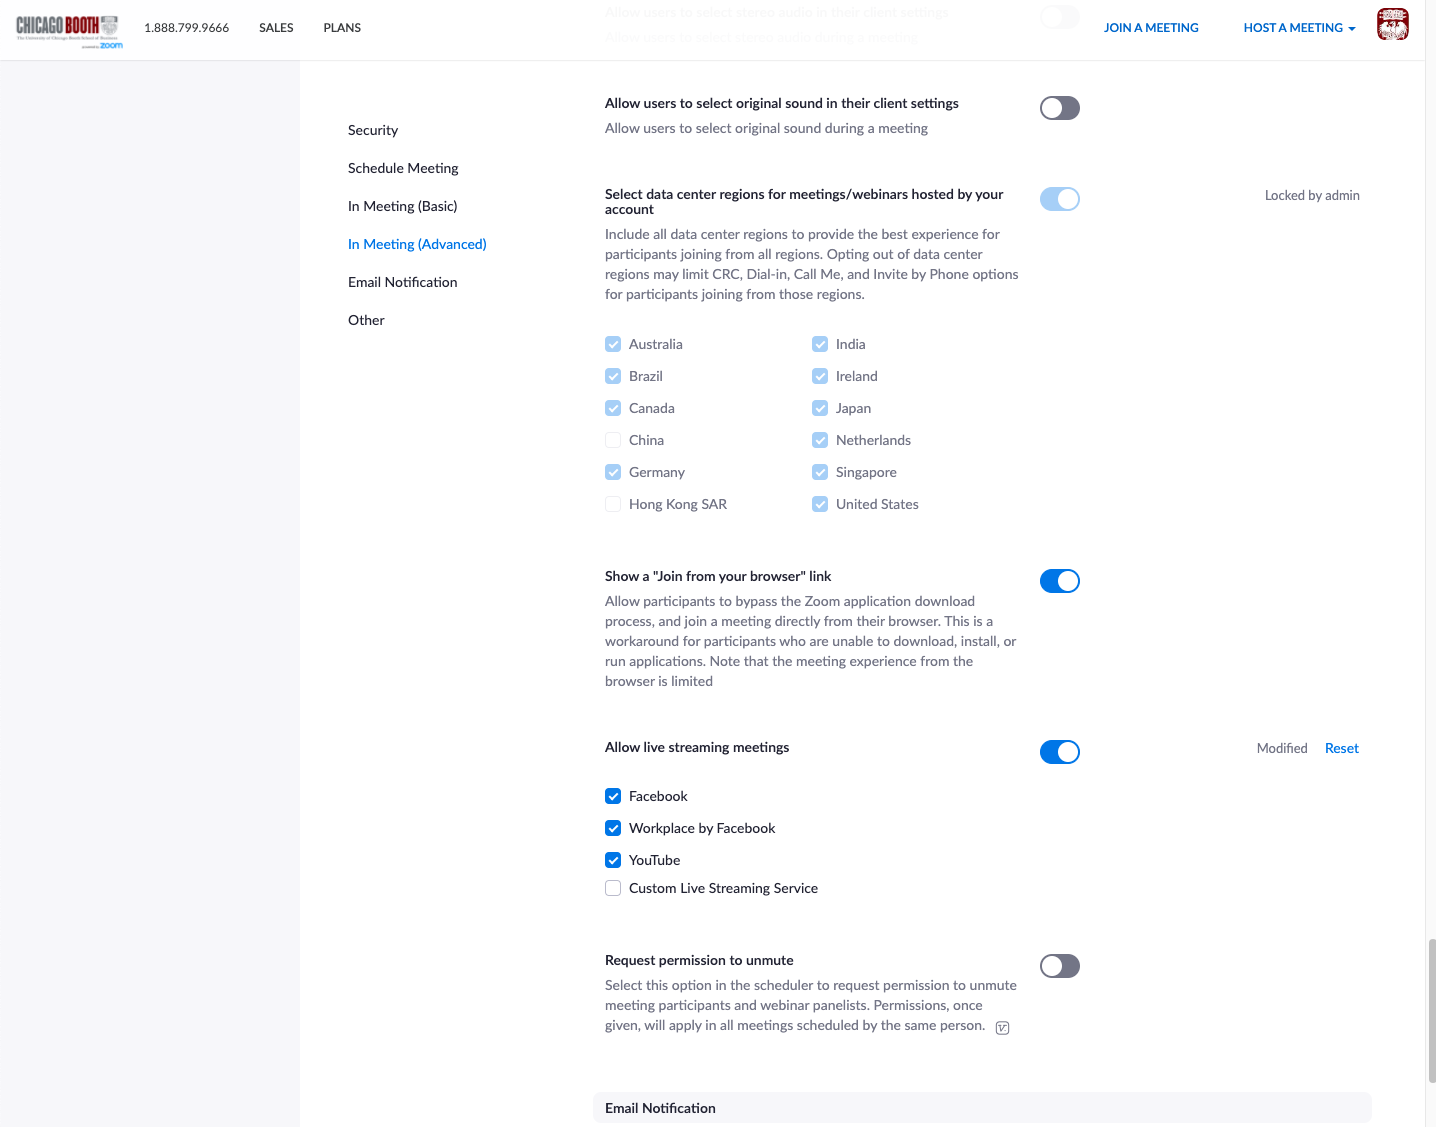 CHICAGO BOOTH
The University of Chicago Booth School of Business
powered by zoom
1.888.799.9666
SALES
PLANS
JOIN A MEETING
HOST A MEETING
Allow users to select stereo audio in their client settings
Allow users to select stereo audio during a meeting
Security
Schedule Meeting
In Meeting (Basic)
In Meeting (Advanced)
Email Notification
Other
Allow users to select original sound in their client settings
Allow users to select original sound during a meeting
Select data center regions for meetings/webinars hosted by your
account
Locked by admin
Include all data center regions to provide the best experience for
participants joining from all regions. Opting out of data center
regions may limit CRC, Dial-in, Call Me, and Invite by Phone options
for participants joining from those regions.
Australia
India
Brazil
Ireland
Canada
Japan
China
Netherlands
Germany
Singapore
Hong Kong SAR
United States
Show a "Join from your browser" link
Allow participants to bypass the Zoom application download
process, and join a meeting directly from their browser. This is a
workaround for participants who are unable to download, install, or
run applications. Note that the meeting experience from the
browser is limited
Allow live streaming meetings
Modified Reset
Facebook
Workplace by Facebook
YouTube
Custom Live Streaming Service
Request permission to unmute
Select this option in the scheduler to request permission to unmute
meeting participants and webinar panelists. Permissions, once
given, will apply in all meetings scheduled by the same person.
Email Notification